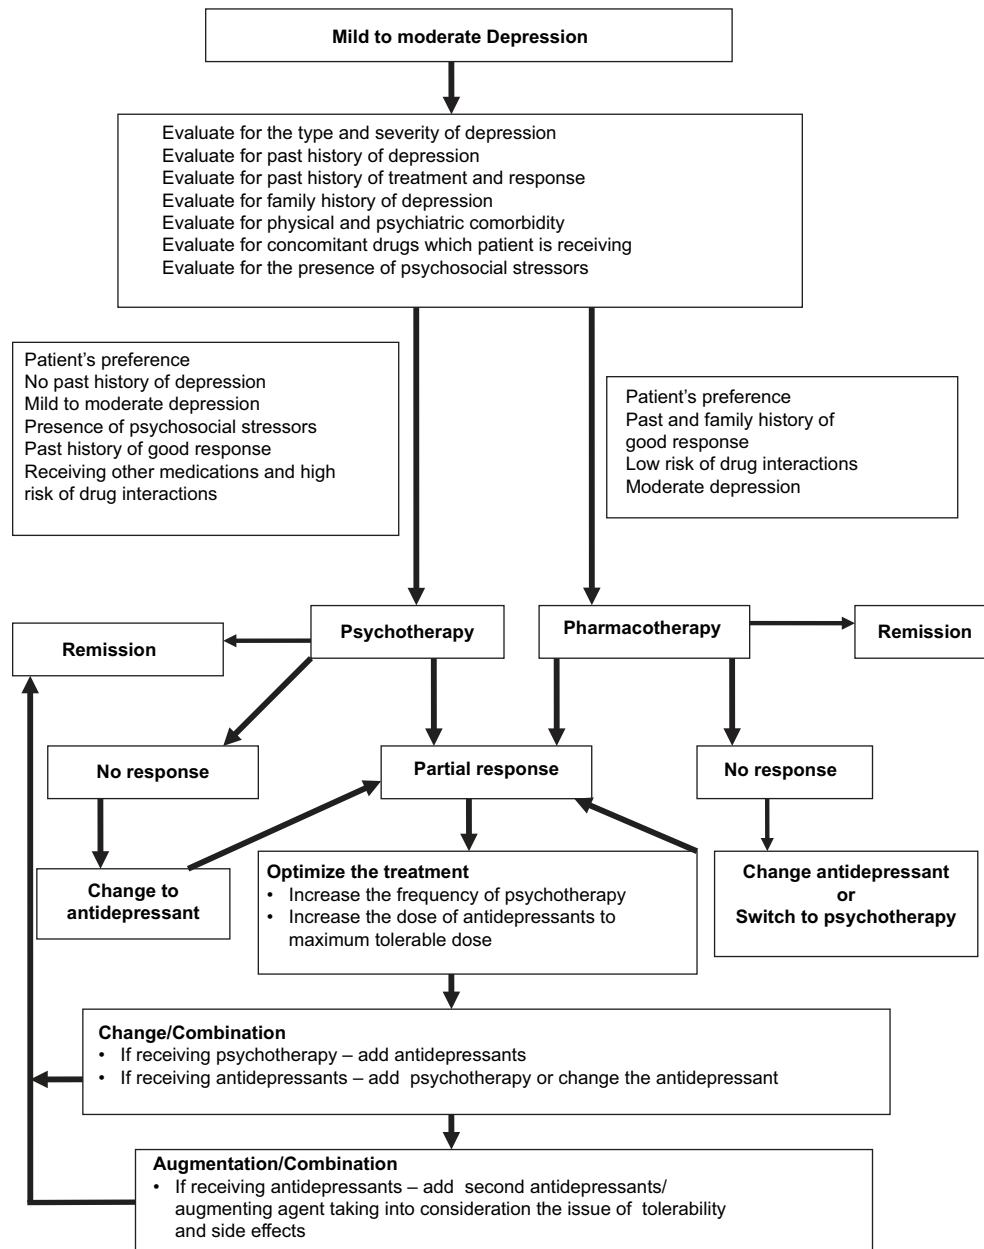 Mild to moderate Depression
Evaluate for the type and severity of depression
Evaluate for past history of depression
Evaluate for past history of treatment and response
Evaluate for family history of depression
Evaluate for physical and psychiatric comorbidity
Evaluate for concomitant drugs which patient is receiving
Evaluate for the presence of psychosocial stressors
Patient's preference
No past history of depression
Mild to moderate depression
Presence of psychosocial stressors
Past history of good response
Receiving other medications and high
risk of drug interactions
Patient's preference
Past and family history of
good response
Low risk of drug interactions
Moderate depression
Remission
Psychotherapy
Pharmacotherapy
Remission
No response
Partial response
No response
Change to
antidepressant
Optimize the treatment
• Increase the frequency of psychotherapy
• Increase the dose of antidepressants to
maximum tolerable dose
Change antidepressant
or
Switch to psychotherapy
Change/Combination
• If receiving psychotherapy – add antidepressants
• If receiving antidepressants – add psychotherapy or change the antidepressant
Augmentation/Combination
• If receiving antidepressants – add second antidepressants/
augmenting agent taking into consideration the issue of tolerability
and side effects